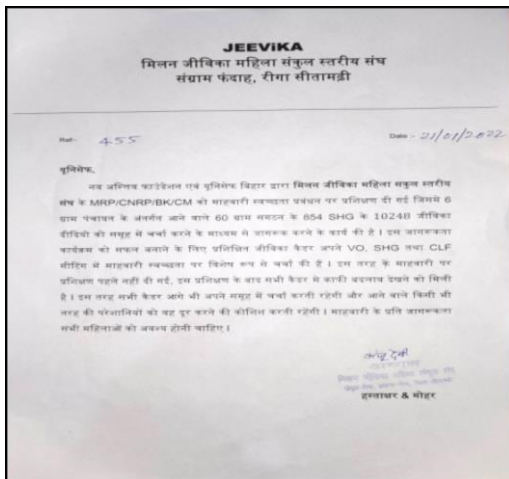 JEEViKA
मिलन जीविका महिला संकुल स्तरीय संघ
संग्राम फंदाह, रीगा सीतामढ़ी
Ref:- 455 Date :- 21/01/2022
यूनिसेफ,
नव अस्तित्व फाउंडेशन एवं यूनिसेफ बिहार द्वारा मिलन जीविका महिला संकुल स्तरीय
संघ के MRP/CNRP/BK/CM को माहवारी स्वच्छता प्रबंधन पर प्रशिक्षण दी गई जिसमे 6
ग्राम पंचायत के अंतर्गत आने वाले 60 ग्राम संगठन के 854 SHG के 10248 जीविका
दीदियो को समूह में चर्चा करने के माध्यम से जागरूक करने के कार्य की है । इस जागरूकता
कार्यक्रम को सफल बनाने के लिए प्रशिक्षित जीविका कैडर अपने VO, SHG तथा CLF
मीटिंग में माहवारी स्वच्छता पर विशेष रूप से चर्चा की हैं । इस तरह के माहवारी पर
प्रशिक्षण पहले नहीं दी गई, इस प्रशिक्षण के बाद सभी कैडर मे काफी बदलाव देखने को मिली
है । इस तरह सभी कैडर आगे भी अपने समूह में चर्चा करती रहेगी और आने वाले किसी भी
तरह की परेशानियो को वह दूर करने की कोशिश करती रहेंगी । माहवारी के प्रति जागरूकता
सभी महिलाओं को अवश्य होनी चाहिए ।
देवी
मिलन जीविका महिला संकुल संघ
हस्ताक्षर & मोहर